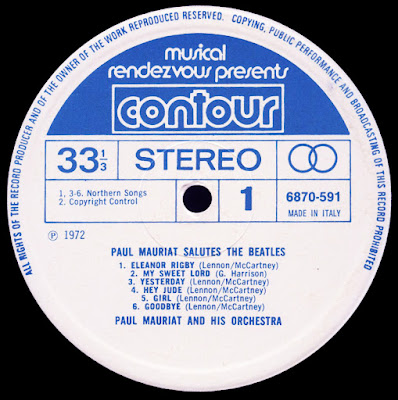 ALL RIGHTS OF THE RECORD PRODUCER AND OF THE OWNER OF THE WORK REPRODUCED RESERVED. COPYING, PUBLIC PERFORMANCE AND BROADCASTING OF THIS RECORD PROHIBITED
musical
rendezvous presents
contour
33 1/3
STEREO
1, 3-6. Northern Songs
2. Copyright Control
1
6870-591
MADE IN ITALY
Ⓟ 1972
PAUL MAURIAT SALUTES THE BEATLES
1. ELEANOR RIGBY (Lennon/McCartney)
2. MY SWEET LORD (G. Harrison)
3. YESTERDAY (Lennon/McCartney)
4. HEY JUDE (Lennon/McCartney)
5. GIRL (Lennon/McCartney)
6. GOODBYE (Lennon/McCartney)
PAUL MAURIAT AND HIS ORCHESTRA